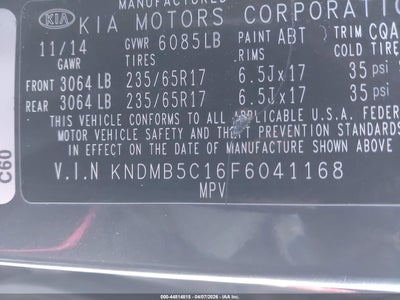 MANUFACTURED
KIA KIA MOTORS CORPORATION
11/14 GVWR 6085LB PAINT ABT TRIM CQA
GAWR TIRES RIMS COLD TIRE
FRONT 3064 LB 235/65R17 6.5Jx17 35 psi
REAR 3064 LB 235/65R17 6.5Jx17 35 psi
THIS VEHICLE CONFORMS TO ALL APPLICABLE U.S.A. FEDERAL
MOTOR VEHICLE SAFETY AND THEFT PREVENTION STANDARDS
IN EFFECT ON THE DATE OF MANUFACTURE SHOWN ABOVE
V.I.N KNDMB5C16F6041168
MPV
C60
000-44814815 - 04/07/2026 - IAA Inc.